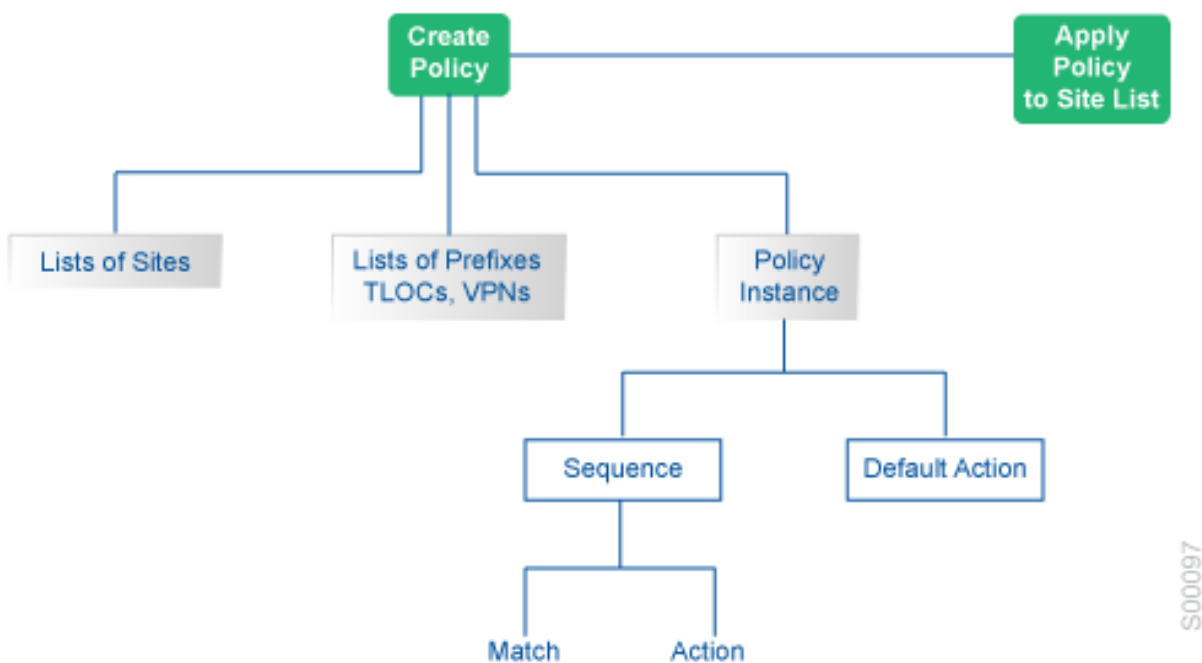 Create
Policy
Apply
Policy
to Site List
Lists of Sites
Lists of Prefixes
TLOCs, VPNs
Policy
Instance
Sequence
Default Action
Match
Action
S00097